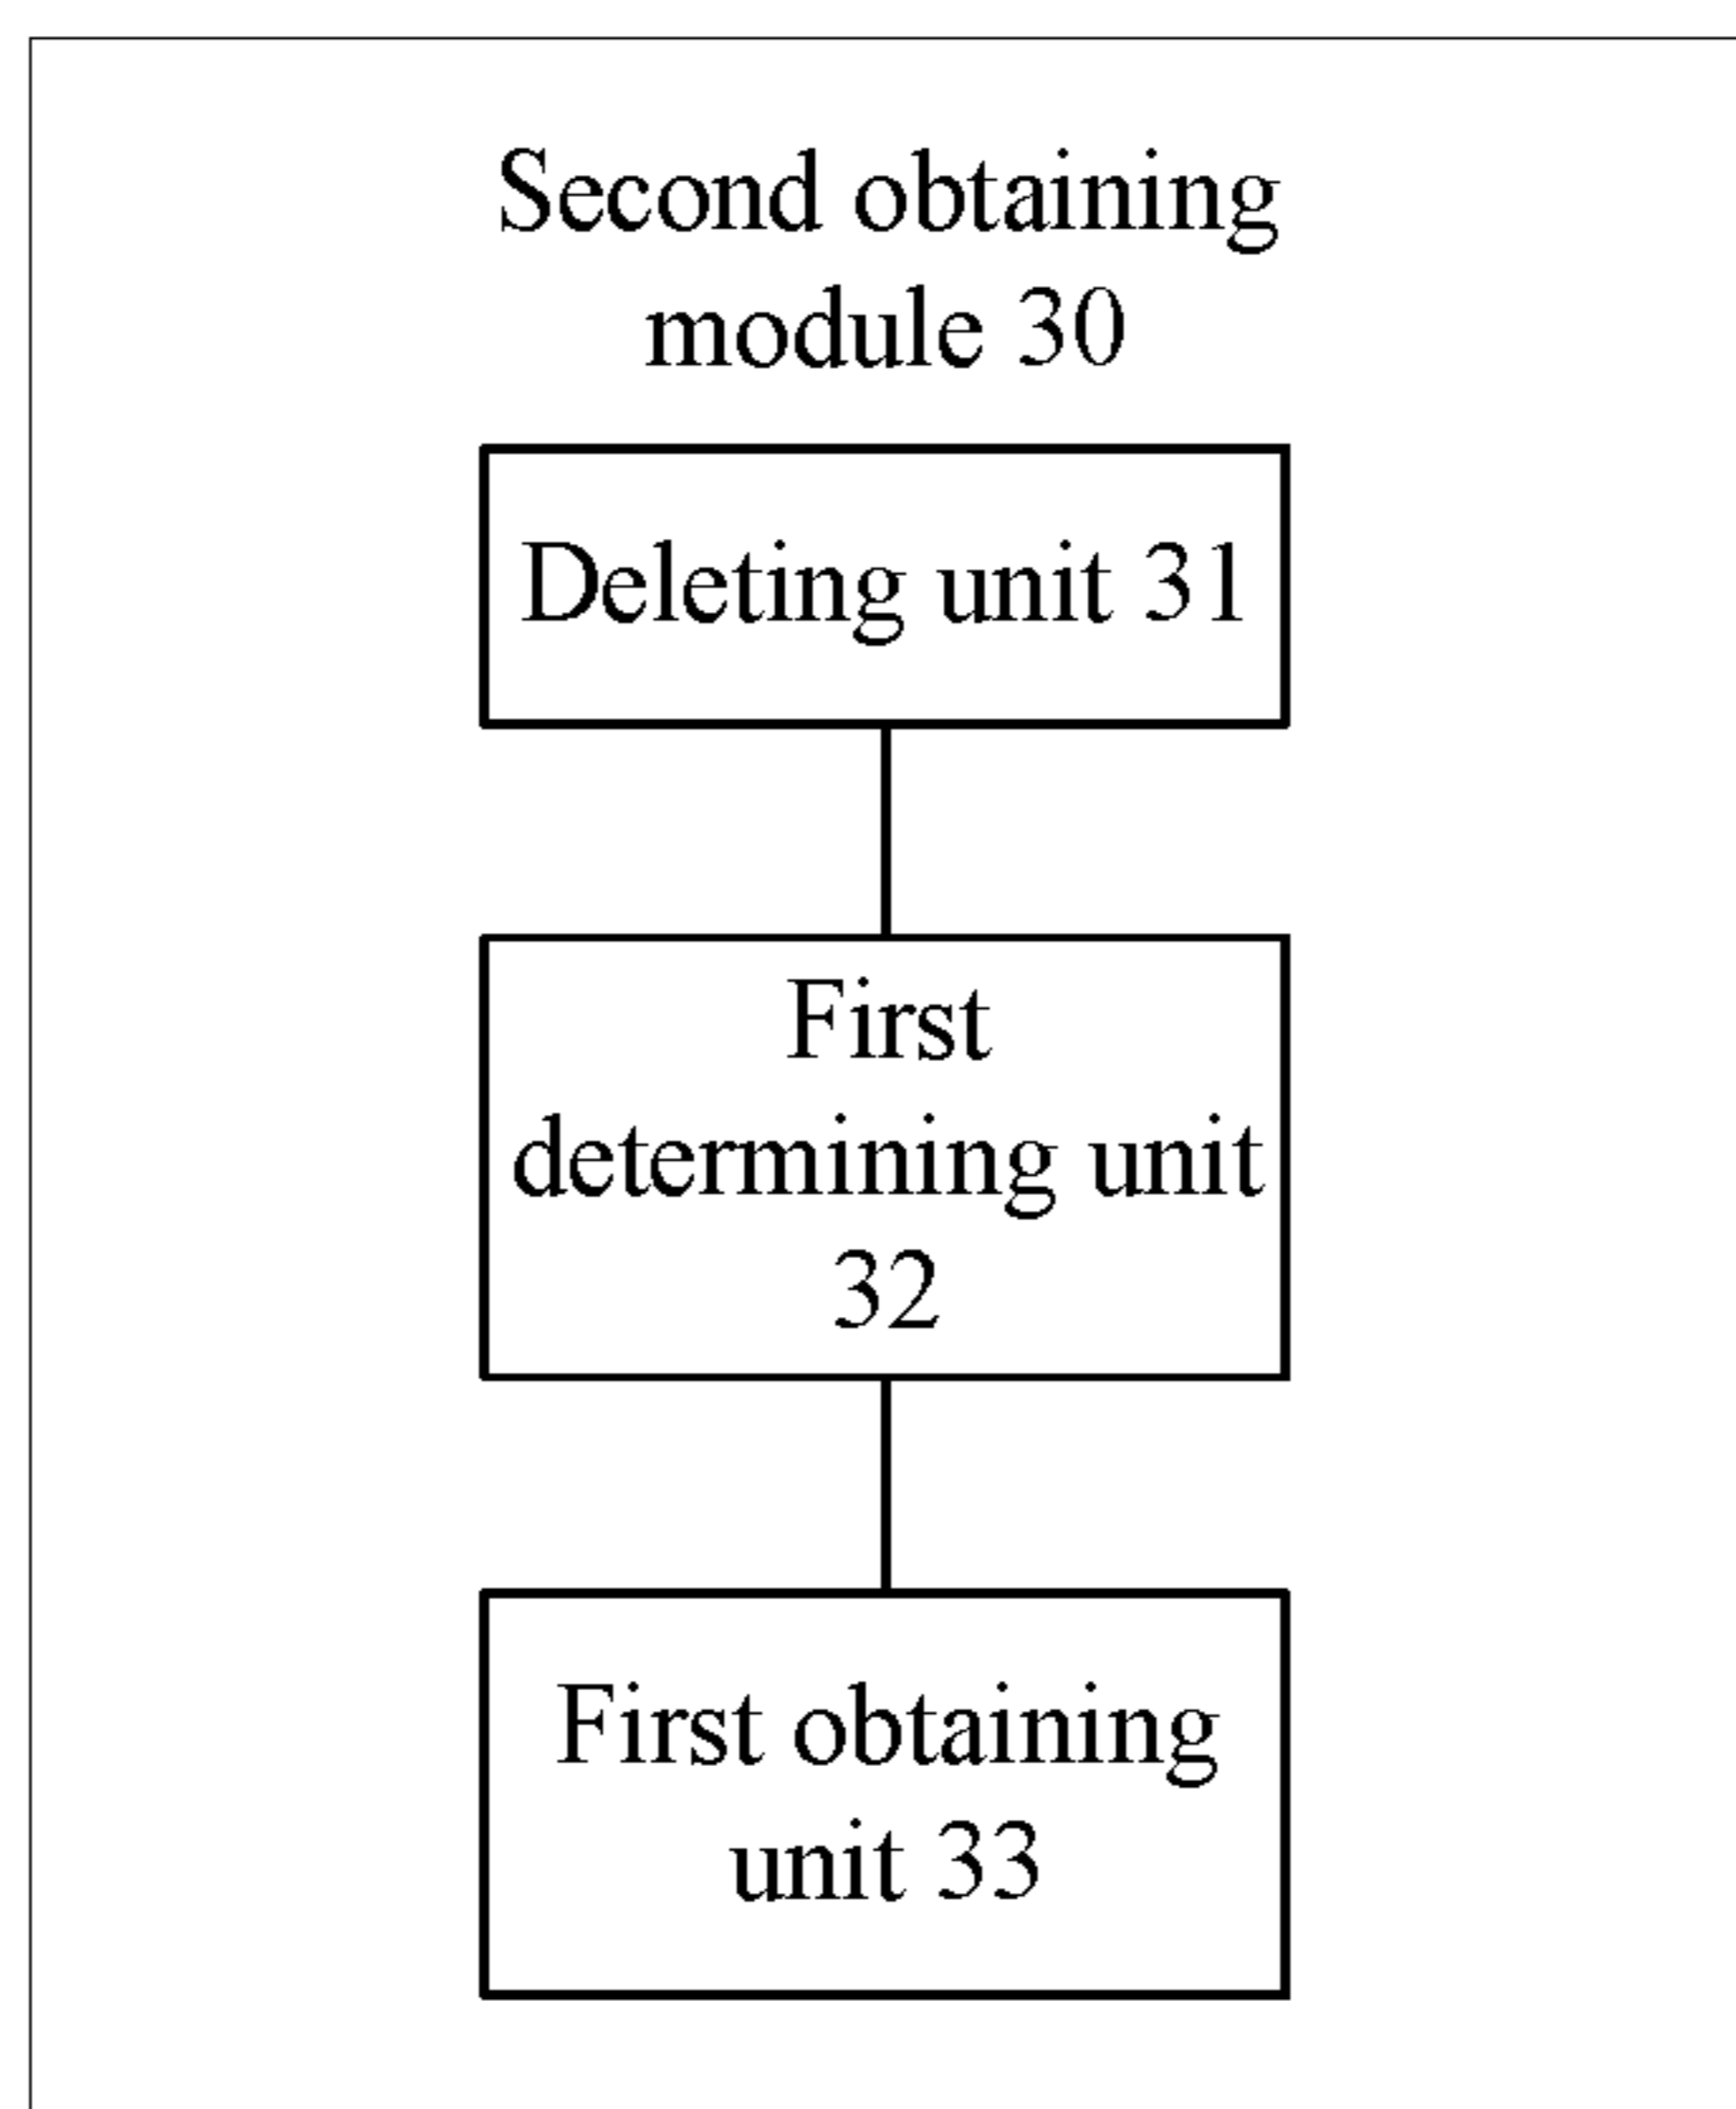 Second obtaining
module 30
Deleting unit 31
First
determining unit
32
First obtaining
unit 33